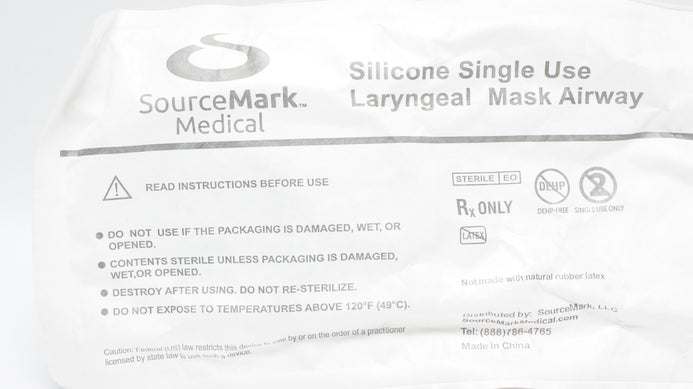 SourceMark™
Medical
Silicone Single Use
Laryngeal Mask Airway
READ INSTRUCTIONS BEFORE USE
● DO NOT USE IF THE PACKAGING IS DAMAGED, WET, OR
OPENED.
● CONTENTS STERILE UNLESS PACKAGING IS DAMAGED,
WET,OR OPENED.
● DESTROY AFTER USING. DO NOT RE-STERILIZE.
● DO NOT EXPOSE TO TEMPERATURES ABOVE 120°F (49°C).
Caution: Federal (US) law restricts this device to sale by or on the order of a practitioner
licensed by state law to use such a device.
STERILE EO
DEHP
2
Rx ONLY
DEHP-FREE SINGLE USE ONLY
LATEX
Not made with natural rubber latex
Distributed by: SourceMark, LLC
SourceMarkMedical.com
Tel: (888)786-4765
Made In China